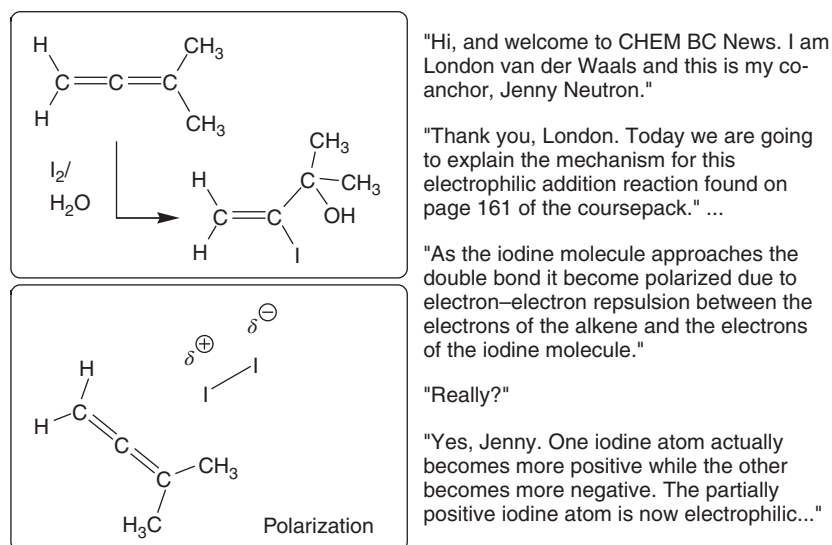 H
CH₃
C
C
C
H
CH₃
I₂/
H₂O
CH₃
H
C
CH₃
C
C
OH
H
I
δ⊖
δ⊕
I
I
H
H
C
C
C
CH₃
H₃C
Polarization
"Hi, and welcome to CHEM BC News. I am
London van der Waals and this is my co-
anchor, Jenny Neutron."
"Thank you, London. Today we are going
to explain the mechanism for this
electrophilic addition reaction found on
page 161 of the coursepack." ...
"As the iodine molecule approaches the
double bond it become polarized due to
electron–electron repsulsion between the
electrons of the alkene and the electrons
of the iodine molecule."
"Really?"
"Yes, Jenny. One iodine atom actually
becomes more positive while the other
becomes more negative. The partially
positive iodine atom is now electrophilic..."